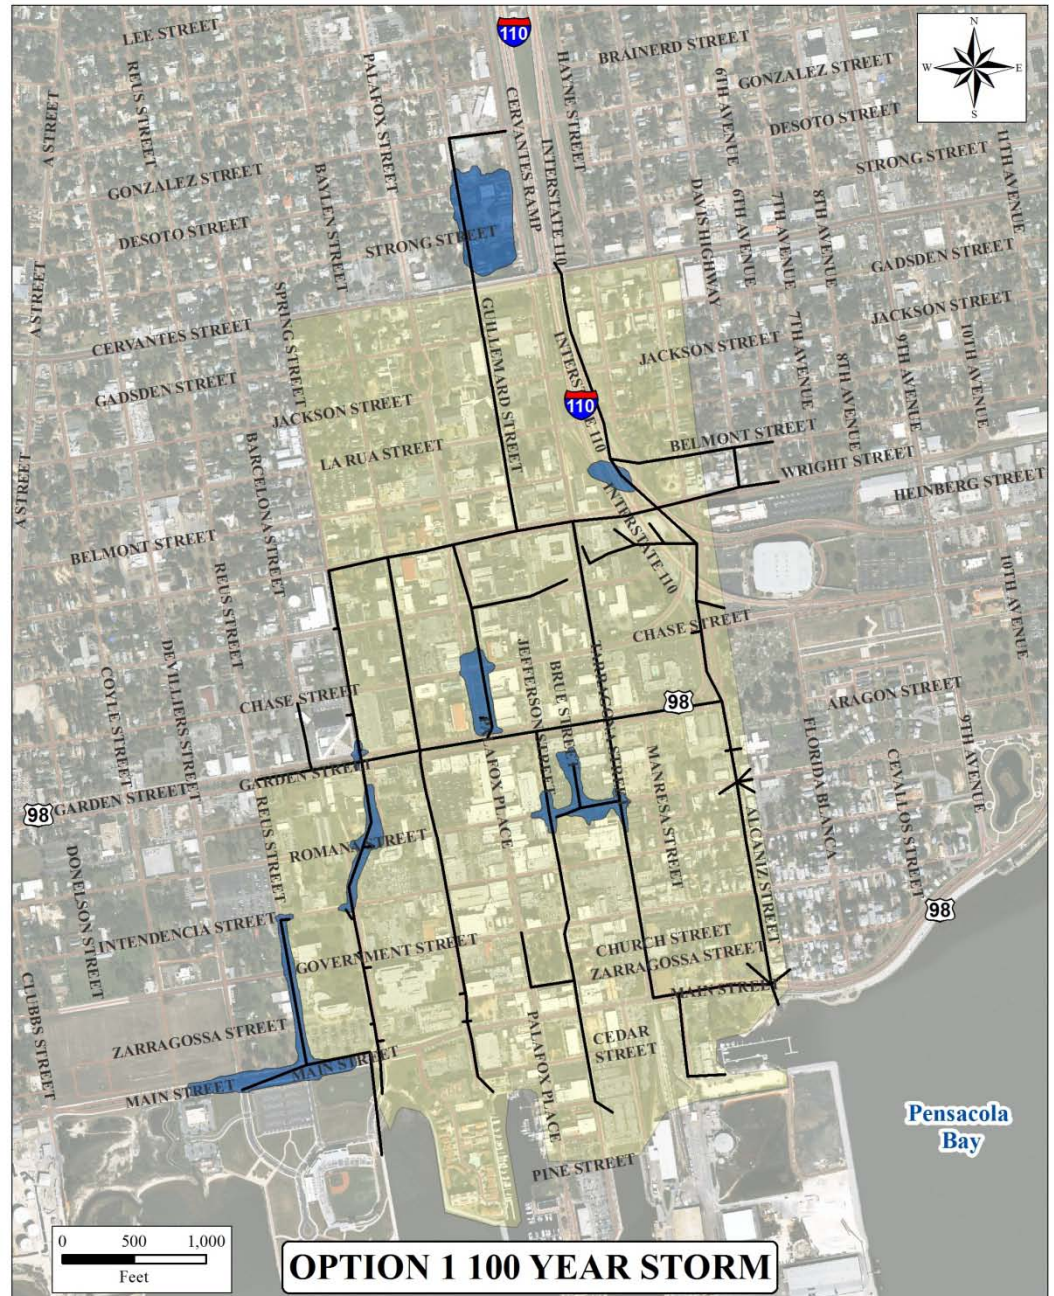 LEE STREET
110
BRAINERD STREET
N
W
E
S
REUS STREET
PALAFOX STREET
HAYNE STREET
6TH AVENUE
GONZALEZ STREET
A STREET
CERVANTES RAMP
INTERSTATE 110
DESOTO STREET
11TH AVENUE
GONZALEZ STREET
BAYLEN STREET
STRONG STREET
DESOTO STREET
STRONG STREET
DAVIS HIGHWAY
6TH AVENUE
7TH AVENUE
8TH AVENUE
GADSDEN STREET
A STREET
SPRING STREET
GUILLEMARD STREET
CERVANTES STREET
INTERSTATE 110
JACKSON STREET
7TH AVENUE
JACKSON STREET
9TH AVENUE
10TH AVENUE
GADSDEN STREET
JACKSON STREET
110
8TH AVENUE
LA RUA STREET
BELMONT STREET
A STREET
BARCELONA STREET
WRIGHT STREET
INTERSTATE 110
HEINBERG STREET
BELMONT STREET
REUS STREET
10TH AVENUE
CHASE STREET
DEVILLIERS STREET
COYLE STREET
CHASE STREET
JEFFERSON STREET
BRUE STREET
TARRAGONA STREET
98
ARAGON STREET
9TH AVENUE
GARDEN STREET
GARDEN STREET
98
PALAFOX PLACE
MANRESA STREET
FLORIDA BLANCA
CEVALLOS STREET
REUS STREET
ROMANA STREET
ALCANIZ STREET
DONELSON STREET
98
INTENDENCIA STREET
GOVERNMENT STREET
CHURCH STREET
ZARRAGOSSA STREET
CLUBBS STREET
MAIN STREET
ZARRAGOSSA STREET
PALAFOX PLACE
CEDAR
STREET
MAIN STREET
MAIN STREET
Pensacola
Bay
PINE STREET
0 500 1,000
Feet
OPTION 1 100 YEAR STORM